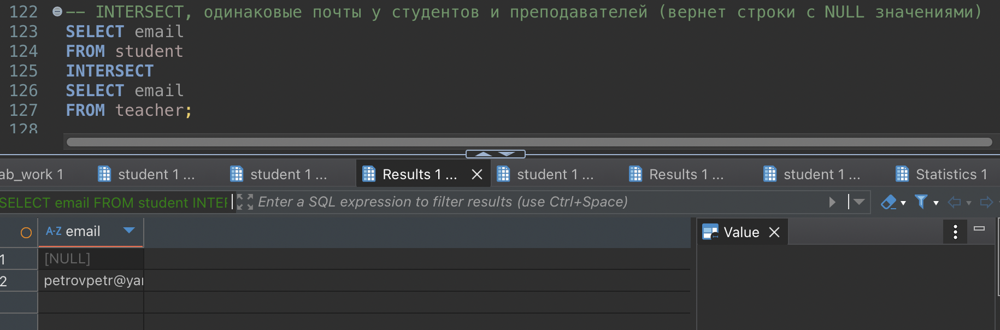 122 -- INTERSECT, одинаковые почты у студентов и преподавателей (вернет строки с NULL значениями)
123 SELECT email
124 FROM student
125 INTERSECT
126 SELECT email
127 FROM teacher;
128
ab_work 1 student 1 ... student 1 ... Results 1 ... student 1 ... Results 1 ... student 1 ... Statistics 1
SELECT email FROM student INTER Enter a SQL expression to filter results (use Ctrl+Space)
A-Z email Value
1 [NULL]
2 petrovpetr@yan